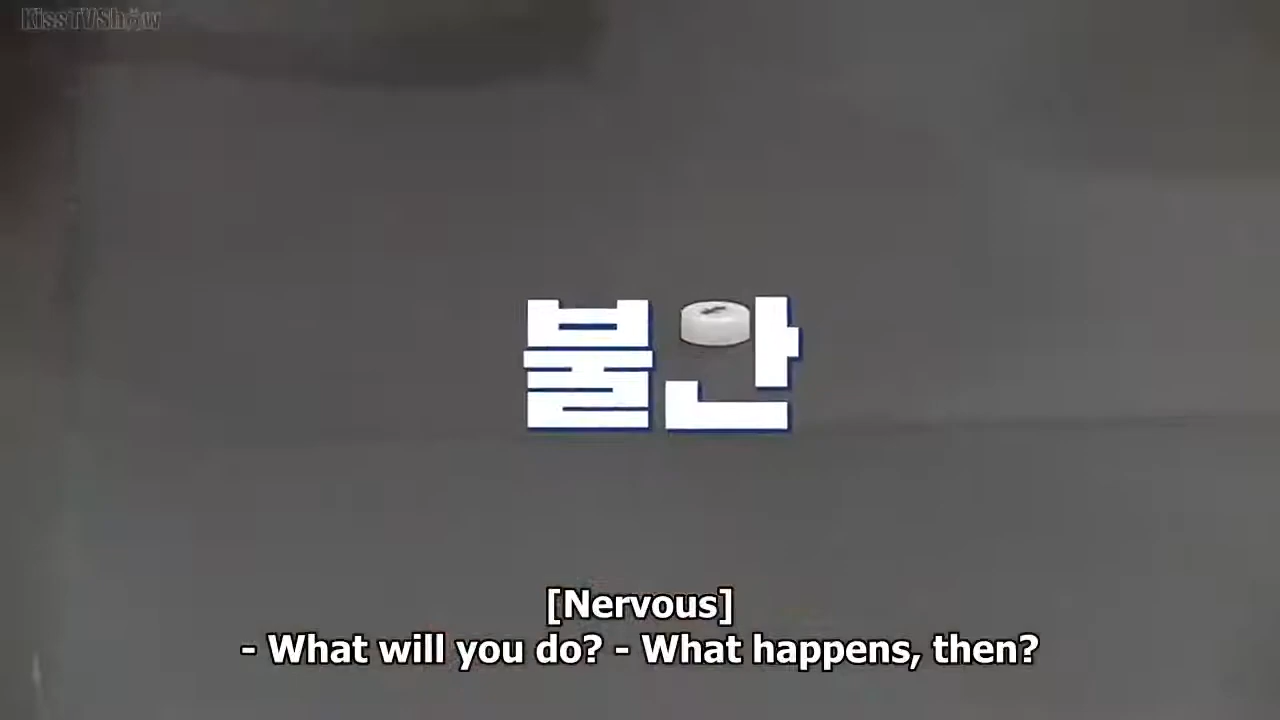 KissTVShow
불안
[Nervous]
- What will you do? - What happens, then?